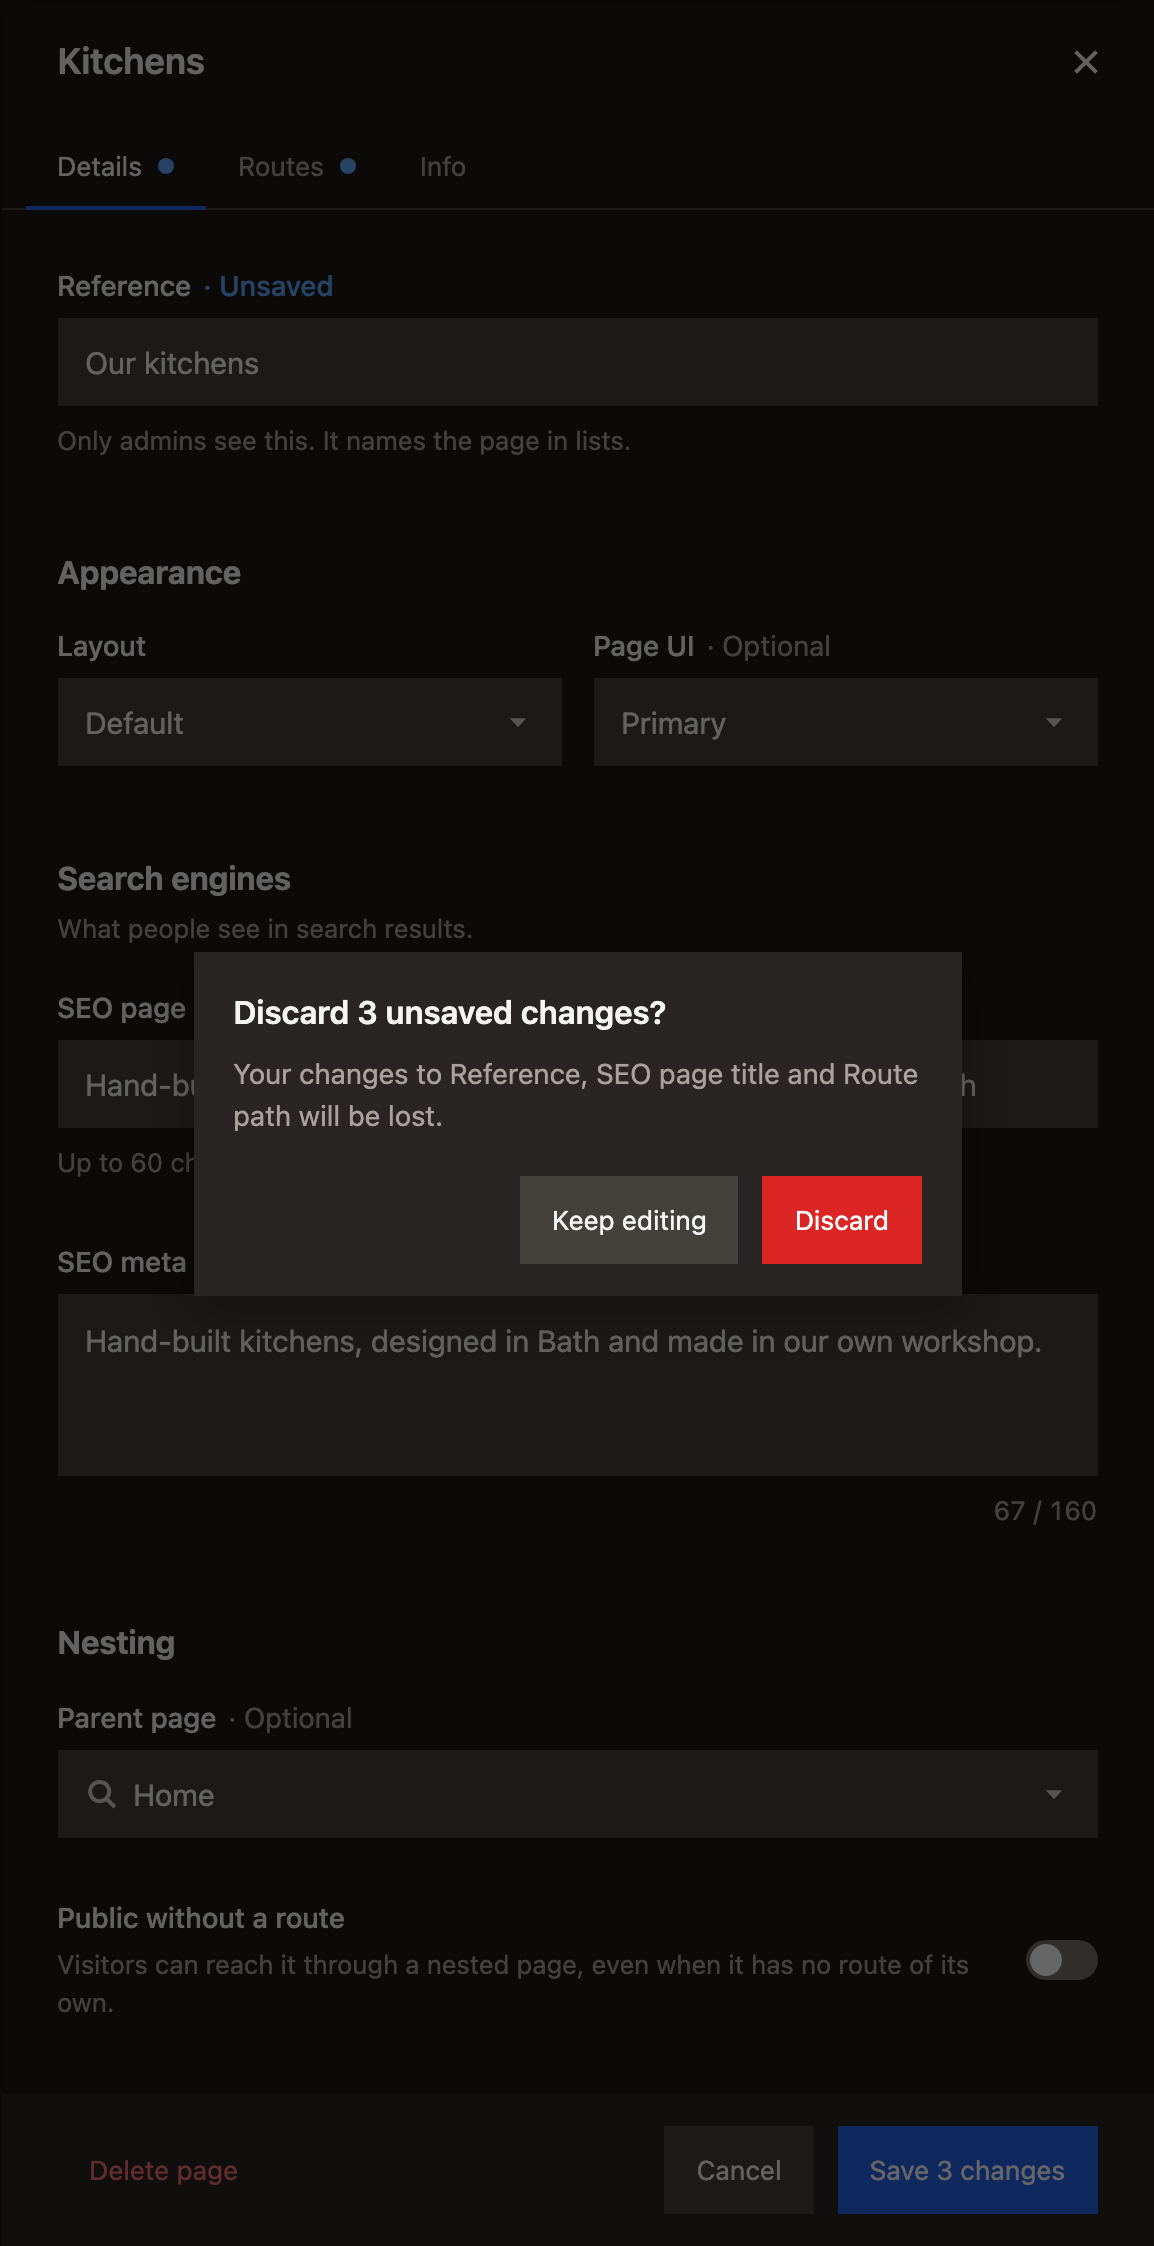 Kitchens
Details
Routes
Info
Reference · Unsaved
Our kitchens
Only admins see this. It names the page in lists.
Appearance
Layout
Page UI · Optional
Default
Primary
Search engines
What people see in search results.
SEO page
Discard 3 unsaved changes?
Your changes to Reference, SEO page title and Route
path will be lost.
Up to 60
Keep editing
Discard
SEO meta
Hand-built kitchens, designed in Bath and made in our own workshop.
67 / 160
Nesting
Parent page · Optional
Home
Public without a route
Visitors can reach it through a nested page, even when it has no route of its
own.
Delete page
Cancel
Save 3 changes